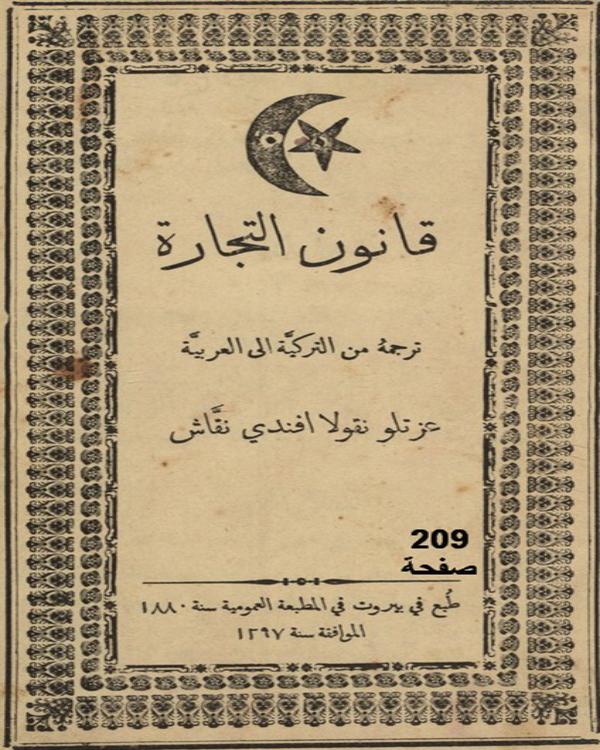 قانون التجارة
ترجمهُ من التركيَّة الى العربيَّة
عزتلو نقولا افندي نقَّاش
209
صفحة
طُبع في بيروت في المطبعة العمومية سنة ١٨٨٠
الموافقة سنة ١٢٩٧